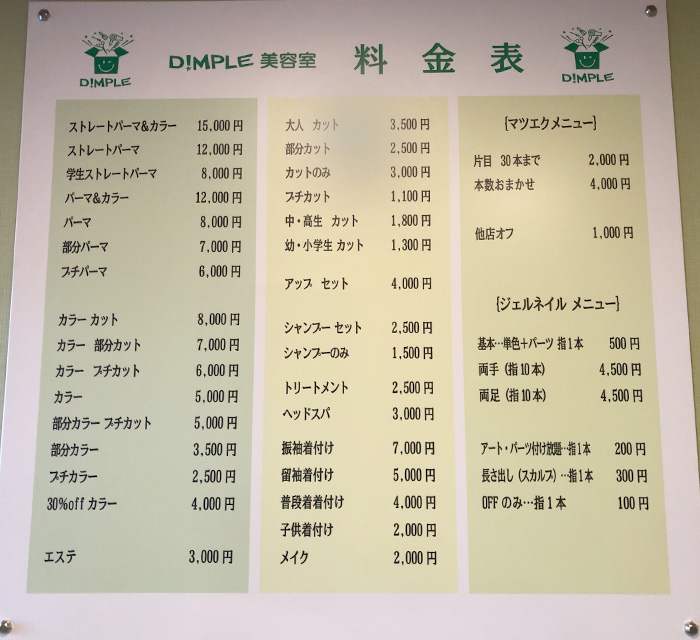 D!MPLE
D!MPLE 美容室 料金表
D!MPLE
ストレートパーマ&カラー 15,000円
ストレートパーマ 12,000円
学生ストレートパーマ 8,000円
パーマ&カラー 12,000円
パーマ 8,000円
部分パーマ 7,000円
プチパーマ 6,000円
カラー カット 8,000円
カラー 部分カット 7,000円
カラー プチカット 6,000円
カラー 5,000円
部分カラー プチカット 5,000円
部分カラー 3,500円
プチカラー 2,500円
30%off カラー 4,000円
エステ 3,000円
大人 カット 3,500円
部分カット 2,500円
カットのみ 3,000円
プチカット 1,100円
中・高生 カット 1,800円
幼・小学生 カット 1,300円
アップ セット 4,000円
シャンプー セット 2,500円
シャンプーのみ 1,500円
トリートメント 2,500円
ヘッドスパ 3,000円
振袖着付け 7,000円
留袖着付け 5,000円
普段着着付け 4,000円
子供着付け 2,000円
メイク 2,000円
{マツエクメニュー}
片目 30本まで 2,000円
本数おまかせ 4,000円
他店オフ 1,000円
{ジェルネイル メニュー}
基本…単色+パーツ 指1本 500円
両手(指10本) 4,500円
両足(指10本) 4,500円
アート・パーツ付け放題…指1本 200円
長さ出し(スカルプ)…指1本 300円
OFFのみ…指1本 100円